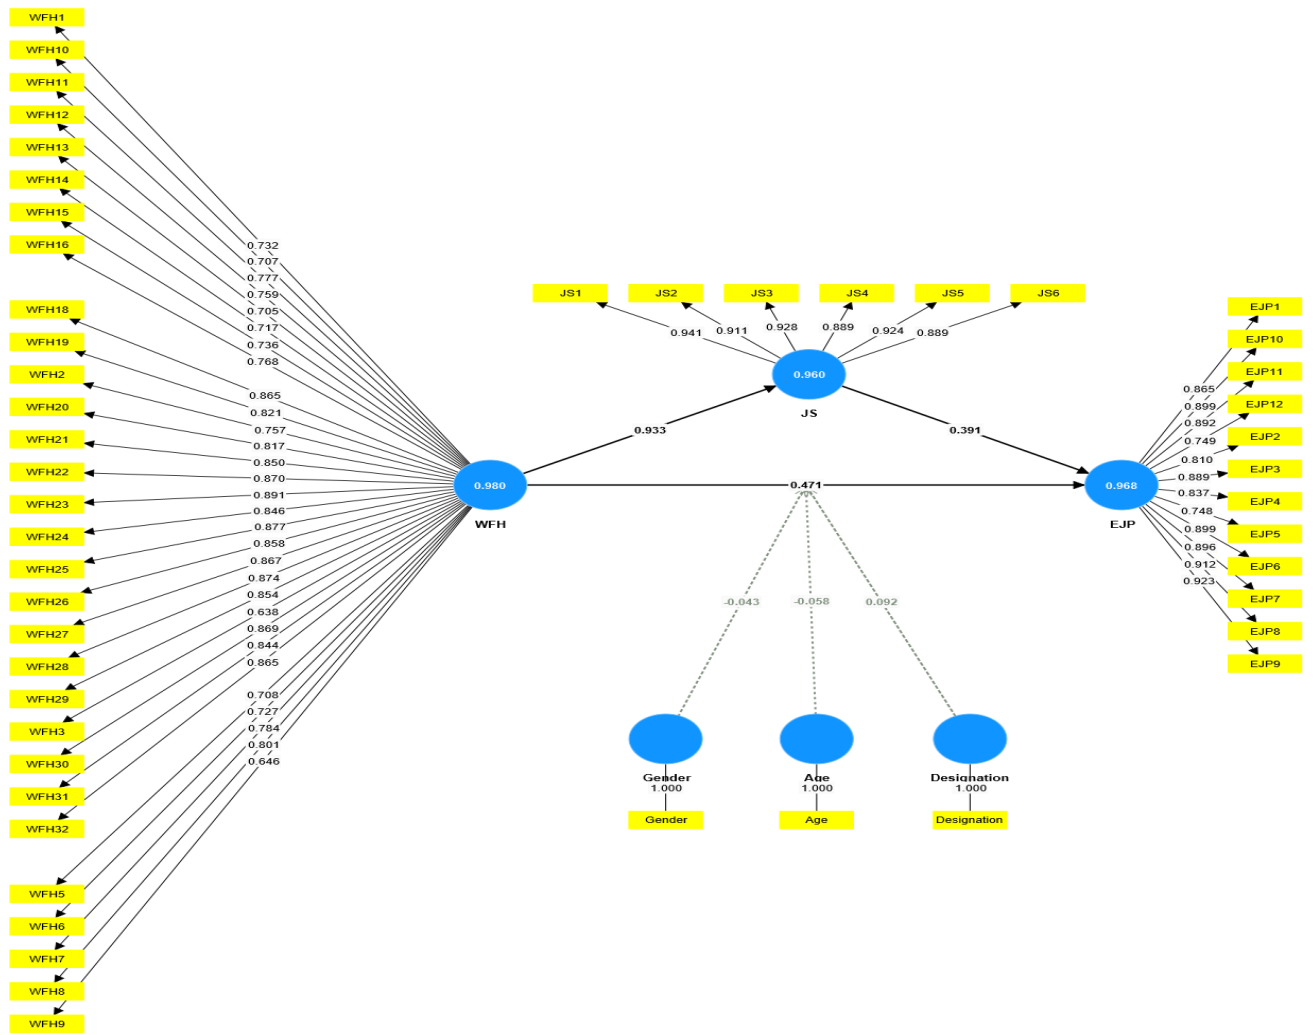 WFH1
WFH10
WFH11
WFH12
WFH13
WFH14
WFH15
WFH16
WFH18
WFH19
WFH2
WFH20
WFH21
WFH22
WFH23
WFH24
WFH25
WFH26
WFH27
WFH28
WFH29
WFH3
WFH30
WFH31
WFH32
WFH5
WFH6
WFH7
WFH8
WFH9
0.732
0.707
0.777
0.759
0.705
0.717
0.736
0.768
0.865
0.821
0.757
0.817
0.850
0.870
0.891
0.846
0.877
0.858
0.867
0.874
0.854
0.638
0.869
0.844
0.865
0.708
0.727
0.784
0.801
0.646
0.980
WFH
0.933
JS1 JS2 JS3 JS4 JS5 JS6
0.941 0.911 0.928 0.889 0.924 0.889
0.960
JS
0.391
0.471
-0.043 -0.058 0.092
Gender Age Designation
1.000 1.000 1.000
Gender Age Designation
0.968
EJP
0.865
0.899
0.892
0.749
0.810
0.889
0.837
0.748
0.899
0.896
0.912
0.923
EJP1
EJP10
EJP11
EJP12
EJP2
EJP3
EJP4
EJP5
EJP6
EJP7
EJP8
EJP9